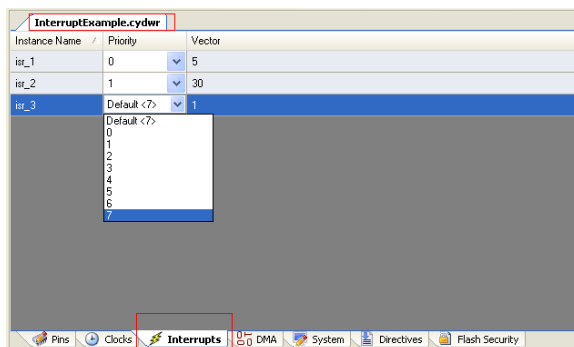 InterruptExample.cydwr
Instance Name / Priority Vector
isr_1 0 5
isr_2 1 30
isr_3 Default <7> 1
Default <7>
0
1
2
3
4
5
6
7
Pins Clocks Interrupts DMA System Directives Flash Security